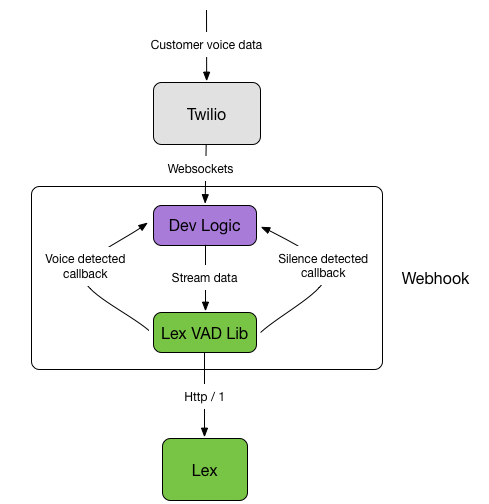 Customer voice data
Twilio
Websockets
Dev Logic
Voice detected
callback
Silence detected
callback
Stream data
Webhook
Lex VAD Lib
Http / 1
Lex